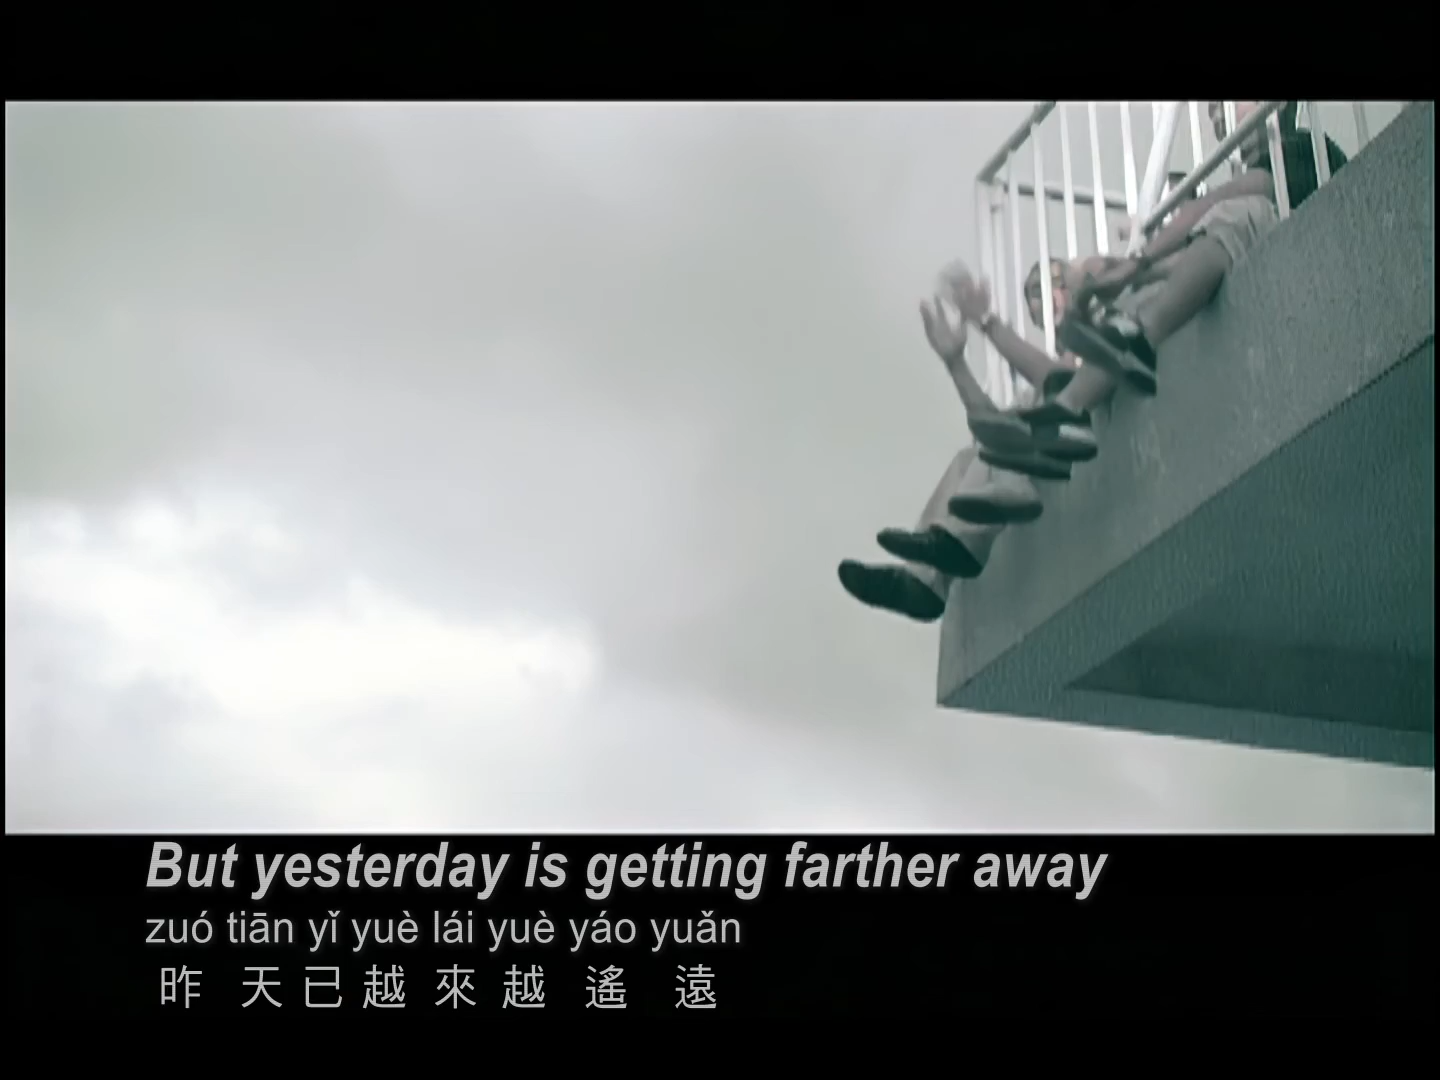 But yesterday is getting farther away
zuó tiān yǐ yuè lái yuè yáo yuǎn
昨 天 已 越 來 越 遙 遠